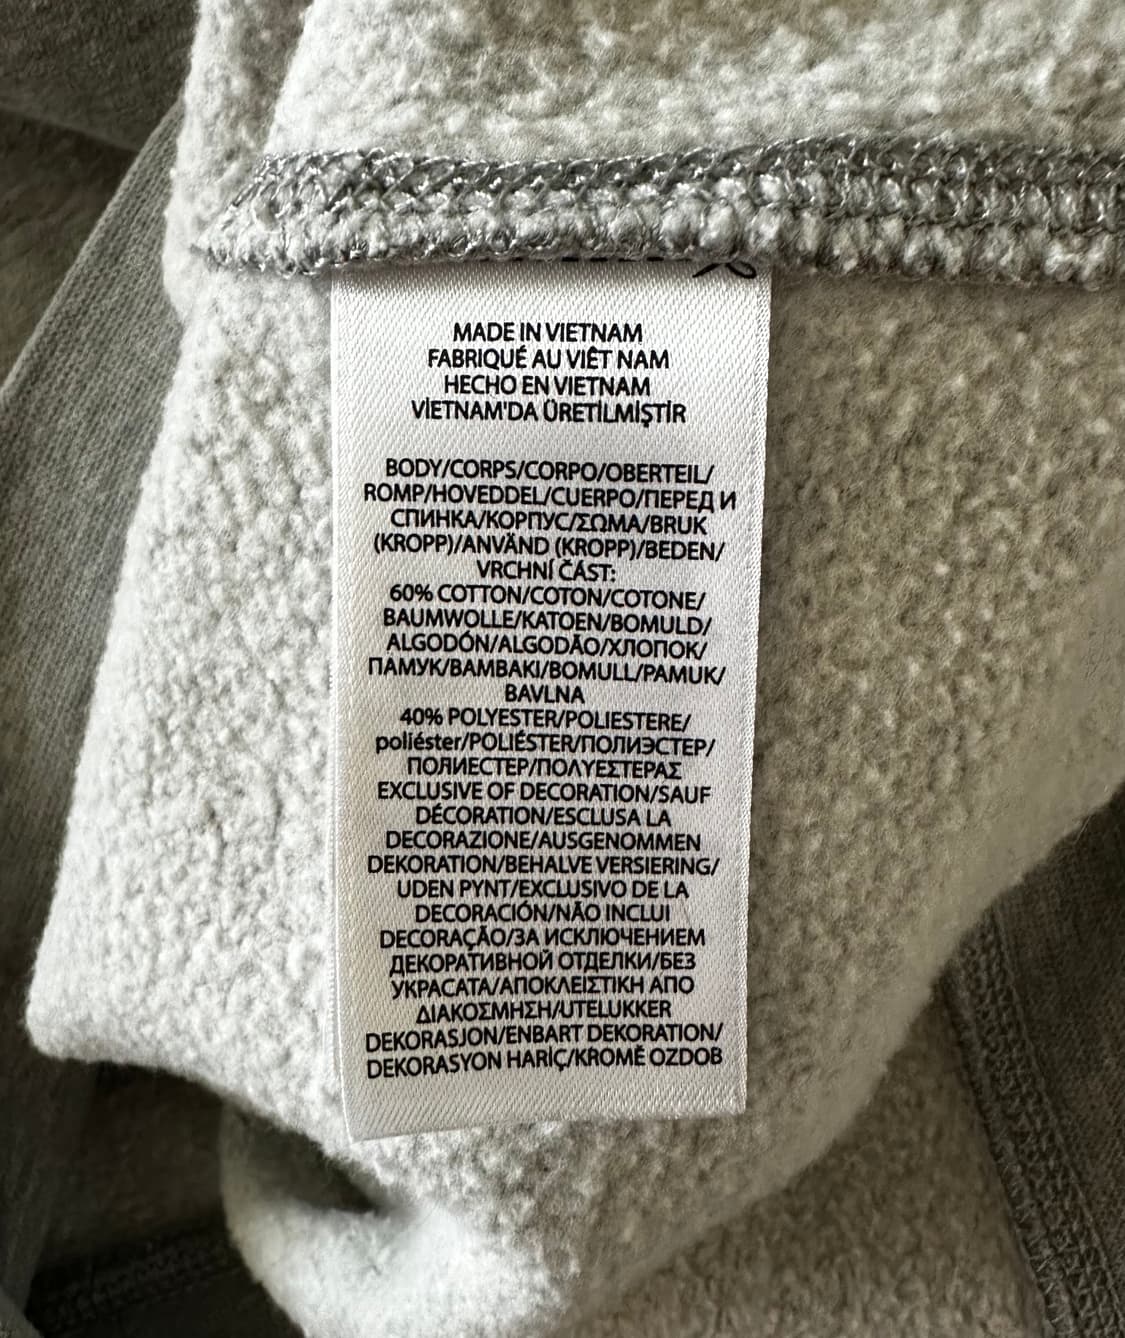 MADE IN VIETNAM
FABRIQUÉ AU VIÊT NAM
HECHO EN VIETNAM
VİETNAM'DA ÜRETİLMİŞTİR
BODY/CORPS/CORPO/OBERTEIL/
ROMP/HOVEDDEL/CUERPO/ПЕРЕД И
СПИНКА/КОРПУС/ΣΩΜΑ/BRUK
(KROPP)/ANVÄND (KROPP)/BEDEN/
VRCHNÍ ČÁST:
60% COTTON/COTON/COTONE/
BAUMWOLLE/KATOEN/BOMULD/
ALGODÓN/ALGODÃO/ХЛОПОК/
ПАМУК/ΒΑΜΒΑΚΙ/BOMULL/PAMUK/
BAVLNA
40% POLYESTER/POLIESTERE/
poliéster/POLIÉSTER/ПОЛИЭСТЕР/
ПОЛИЕСТЕР/ΠΟΛΥΕΣΤΕΡΑΣ
EXCLUSIVE OF DECORATION/SAUF
DÉCORATION/ESCLUSA LA
DECORAZIONE/AUSGENOMMEN
DEKORATION/BEHALVE VERSIERING/
UDEN PYNT/EXCLUSIVO DE LA
DECORACIÓN/NÃO INCLUI
DECORAÇÃO/ЗА ИСКЛЮЧЕНИЕМ
ДЕКОРАТИВНОЙ ОТДЕЛКИ/БЕЗ
УКРАСАТА/ΑΠΟΚΛΕΙΣΤΙΚΗ ΑΠΟ
ΔΙΑΚΟΣΜΗΣΗ/UTELUKKER
DEKORASJON/ENBART DEKORATION/
DEKORASYON HARİÇ/KROMĚ OZDOB